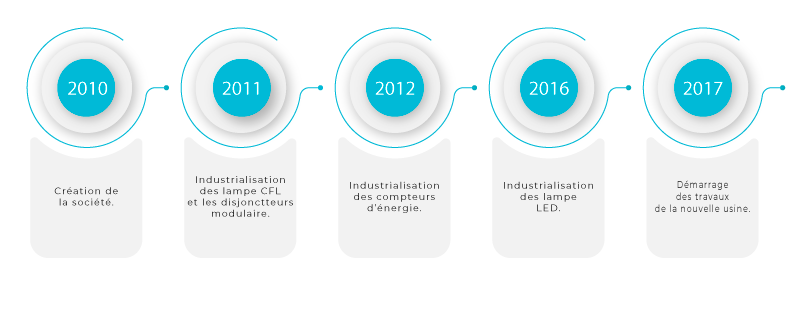 2010
Création de
la société.
2011
Industrialisation
des lampe CFL
et les disjonctteurs
modulaire.
2012
Industrialisation
des compteurs
d'énergie.
2016
Industrialisation
des lampe
LED.
2017
Démarrage
des travaux
de la nouvelle usine.